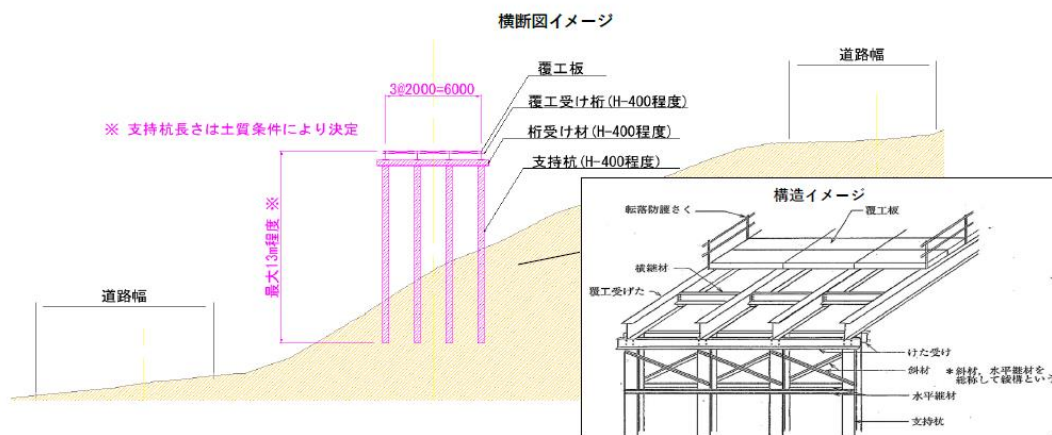 横断図イメージ
道路幅
覆工板
3@2000=6000
覆工受け桁(H-400程度)
※ 支持杭長さは土質条件により決定
桁受け材(H-400程度)
支持杭(H-400程度)
最大13m程度 ※
道路幅
構造イメージ
転落防護さく
覆工板
横継材
覆工受けた
けた受け
斜材
*斜材，水平継材を
総称して綾構という
水平継材
支持杭